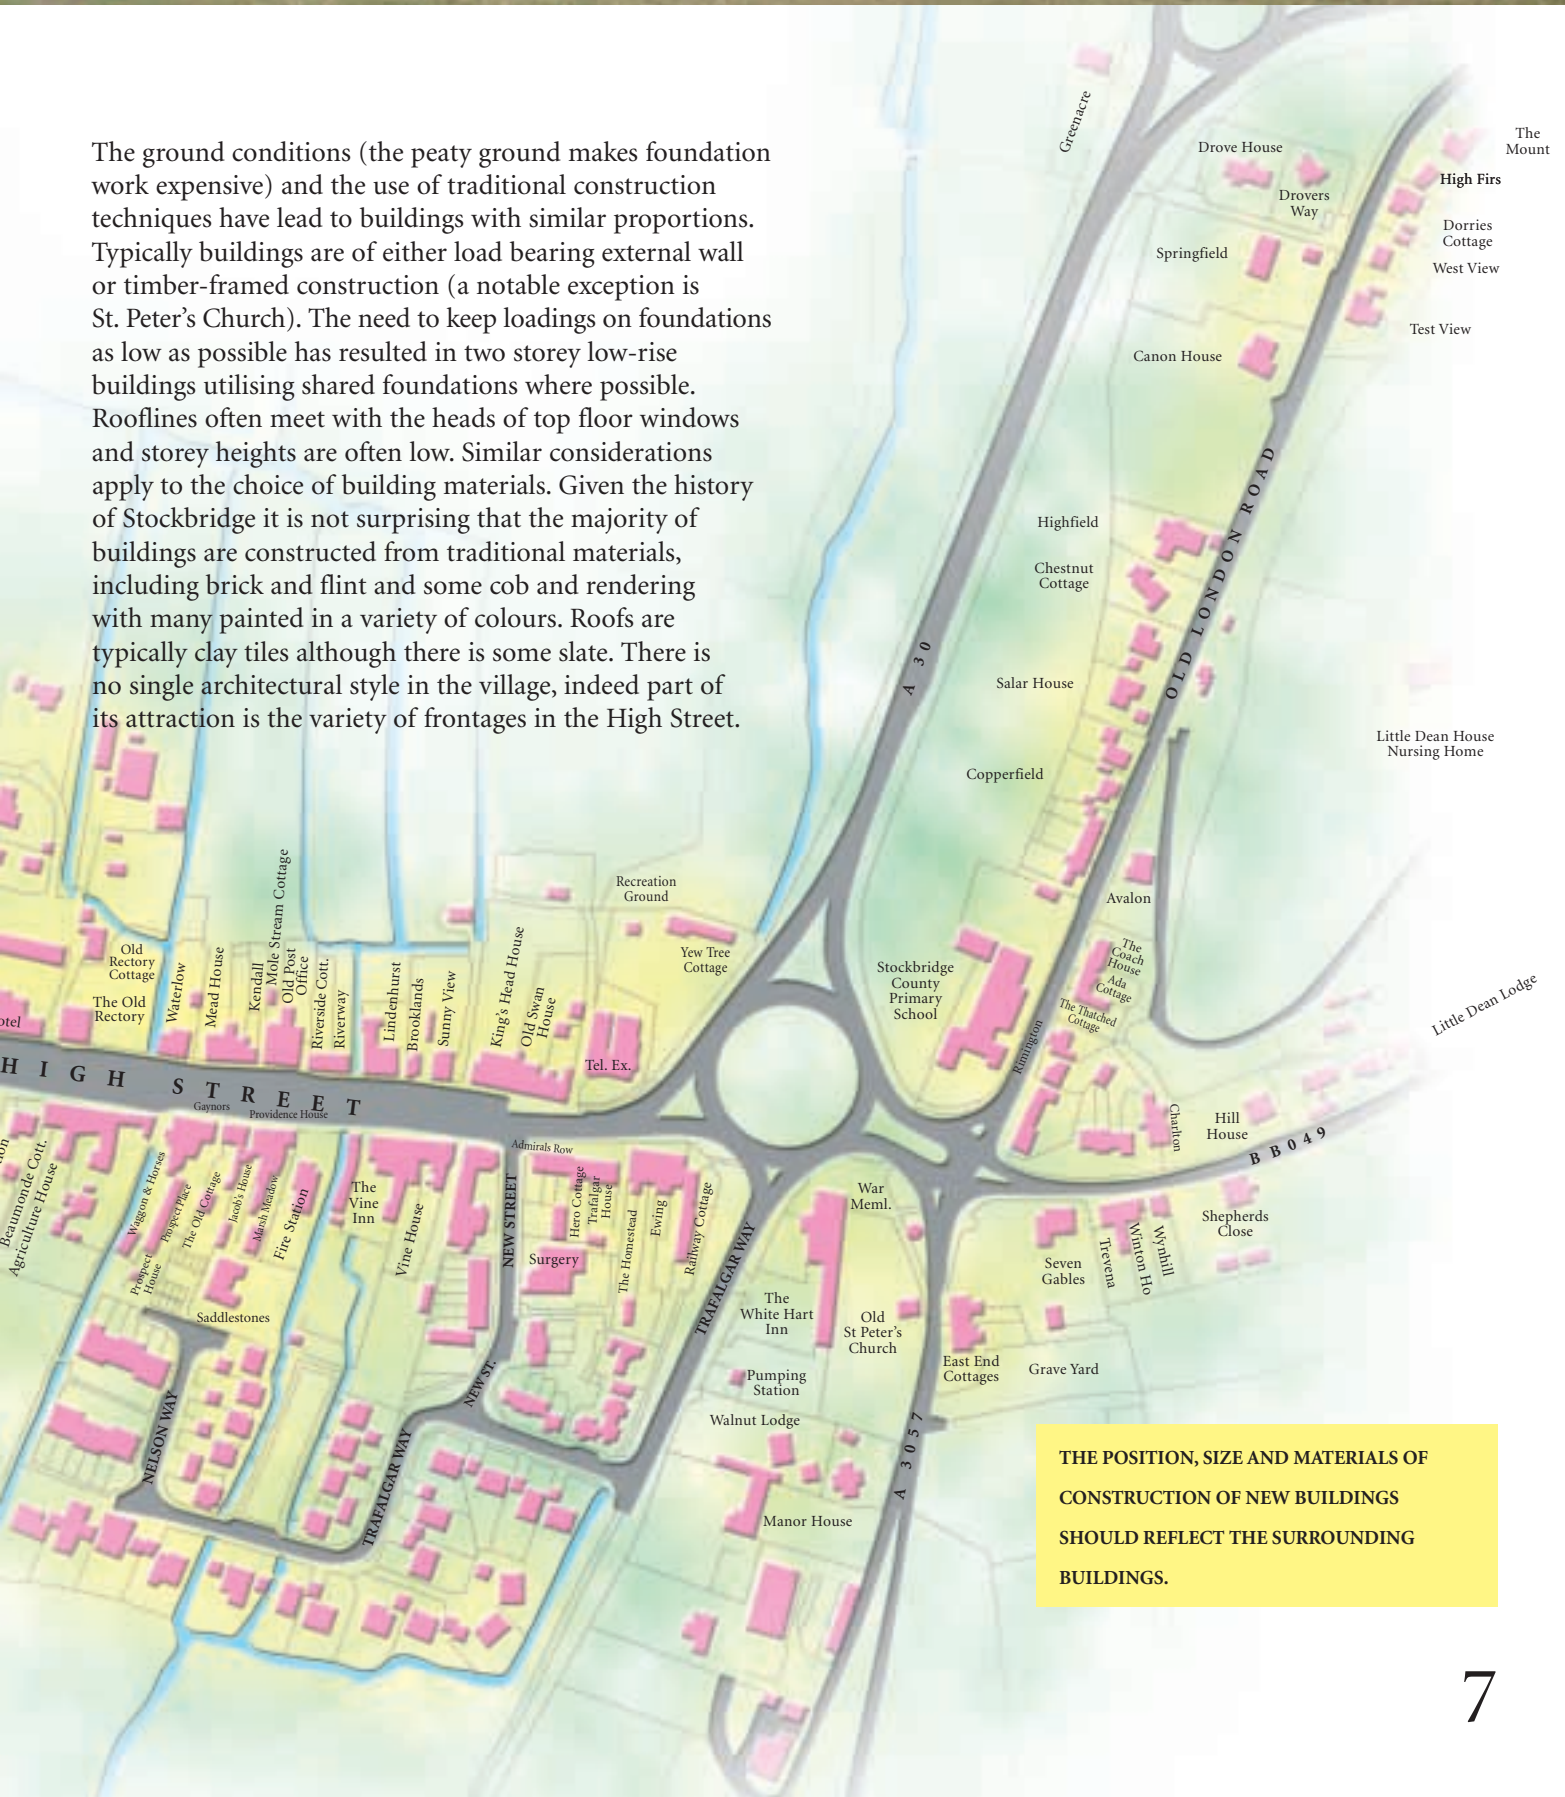 The ground conditions (the peaty ground makes foundation
work expensive) and the use of traditional construction
techniques have lead to buildings with similar proportions.
Typically buildings are of either load bearing external wall
or timber-framed construction (a notable exception is
St. Peter's Church). The need to keep loadings on foundations
as low as possible has resulted in two storey low-rise
buildings utilising shared foundations where possible.
Rooflines often meet with the heads of top floor windows
and storey heights are often low. Similar considerations
apply to the choice of building materials. Given the history
of Stockbridge it is not surprising that the majority of
buildings are constructed from traditional materials,
including brick and flint and some cob and rendering
with many painted in a variety of colours. Roofs are
typically clay tiles although there is some slate. There is
no single architectural style in the village, indeed part of
its attraction is the variety of frontages in the High Street.
Greenacre
Drove House
Drovers
Way
The
Mount
High Firs
Dorries
Cottage
West View
Springfield
Test View
Canon House
Highfield
Chestnut
Cottage
OLD LONDON ROAD
A 30
Salar House
Little Dean House
Nursing Home
Copperfield
Avalon
The
Coach
House
Ada
Cottage
The Thatched
Cottage
Rimington
Little Dean Lodge
Stockbridge
County
Primary
School
Recreation
Ground
Yew Tree
Cottage
Old
Rectory
Cottage
The Old
Rectory
Waterlow
Mead House
Kendall
Mole Stream Cottage
Old Post
Office
Riverside Cott.
Riverway
Lindenhurst
Brooklands
Sunny View
King's Head House
Old Swan
House
Tel. Ex.
HIGH STREET
Gaynors
Providence House
Admirals Row
Beaumonde Cott.
Agriculture House
Waggon & Horses
Prospect Place
The Old Cottage
Jacob's House
Marsh Meadow
Fire Station
Prospect
House
Saddlestones
The
Vine
Inn
Vine House
NEW STREET
Surgery
Hero Cottage
Trafalgar
House
The Homestead
Ewing
Railway Cottage
TRAFALGAR WAY
NEW ST.
NELSON WAY
TRAFALGAR WAY
War
Meml.
The
White Hart
Inn
Old
St Peter's
Church
Pumping
Station
Walnut Lodge
Manor House
A 3057
East End
Cottages
Grave Yard
Seven
Gables
Trevena
Winton Ho
Wynhill
Shepherds
Close
Charlton
Hill
House
BB049
THE POSITION, SIZE AND MATERIALS OF
CONSTRUCTION OF NEW BUILDINGS
SHOULD REFLECT THE SURROUNDING
BUILDINGS.
7